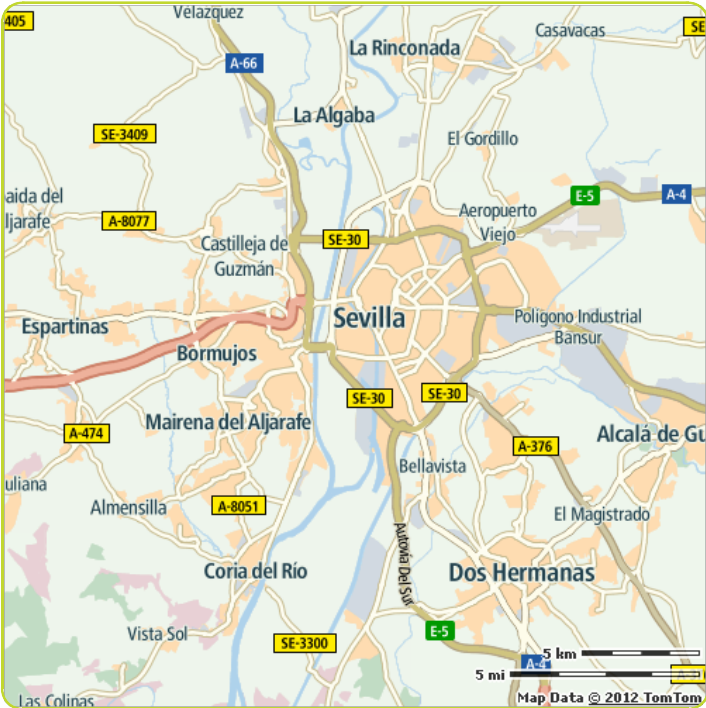 405
Velazquez
SE
Casavacas
La Rinconada
A-66
La Algaba
SE-3409
El Gordillo
E-5
A-4
aida del
ljarafe
A-8077
Aeropuerto
Viejo
SE-30
Castilleja de
Guzmán
Espartinas
Sevilla
Poligono Industrial
Bansur
Bormujos
SE-30
SE-30
Mairena del Aljarafe
A-474
Alcalá de Gu
A-376
Bellavista
uliana
Almensilla
A-8051
El Magistrado
Autovía Del Sur
Coria del Río
Dos Hermanas
Vista Sol
E-5
SE-3300
5 km
A-4
5 mi
Las Colinas
Map Data © 2012 TomTom